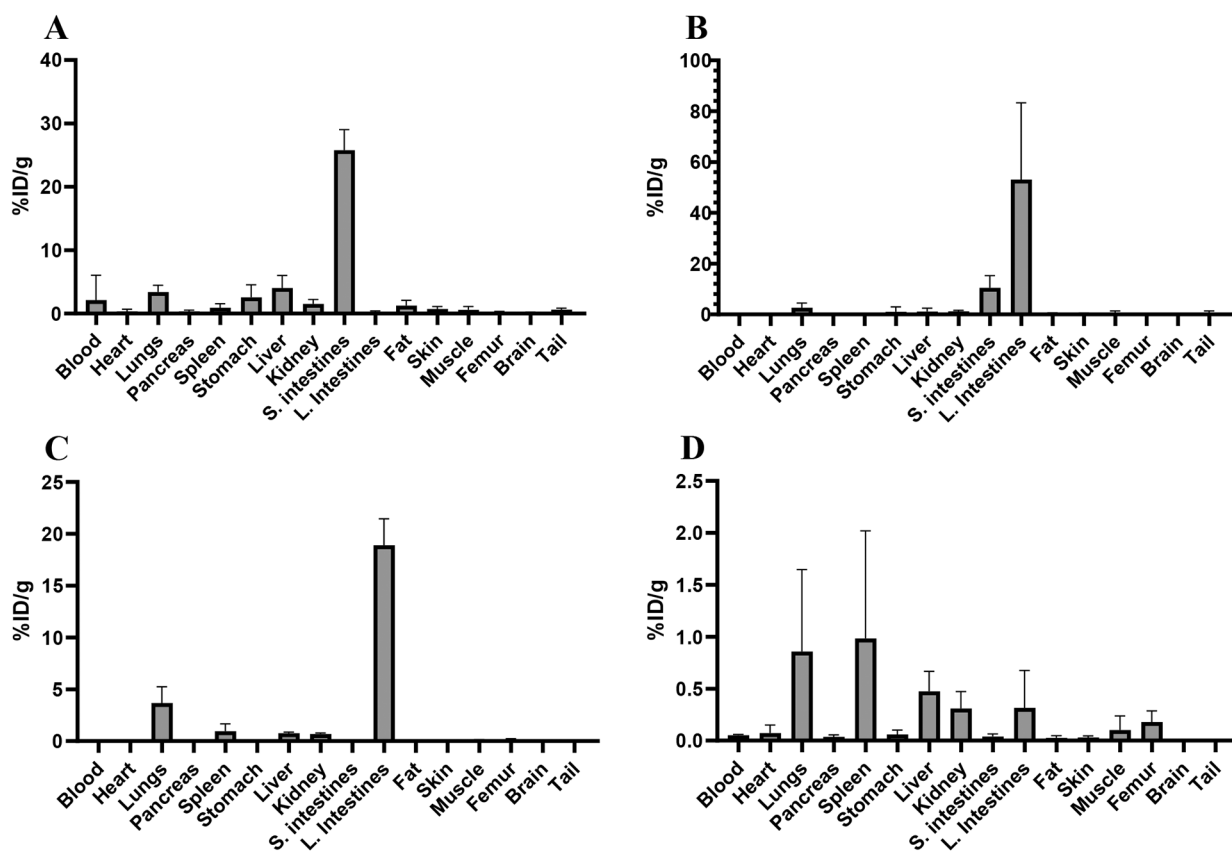 A
%ID/g
40
30
20
10
0
Blood
Heart
Lungs
Pancreas
Spleen
Stomach
Liver
Kidney
S. intestines
L. Intestines
Fat
Skin
Muscle
Femur
Brain
Tail
B
%ID/g
100
80
60
40
20
0
Blood
Heart
Lungs
Pancreas
Spleen
Stomach
Liver
Kidney
S. intestines
L. Intestines
Fat
Skin
Muscle
Femur
Brain
Tail
C
%ID/g
25
20
15
10
5
0
Blood
Heart
Lungs
Pancreas
Spleen
Stomach
Liver
Kidney
S. intestines
L. Intestines
Fat
Skin
Muscle
Femur
Brain
Tail
D
%ID/g
2.5
2.0
1.5
1.0
0.5
0.0
Blood
Heart
Lungs
Pancreas
Spleen
Stomach
Liver
Kidney
S. intestines
L. Intestines
Fat
Skin
Muscle
Femur
Brain
Tail